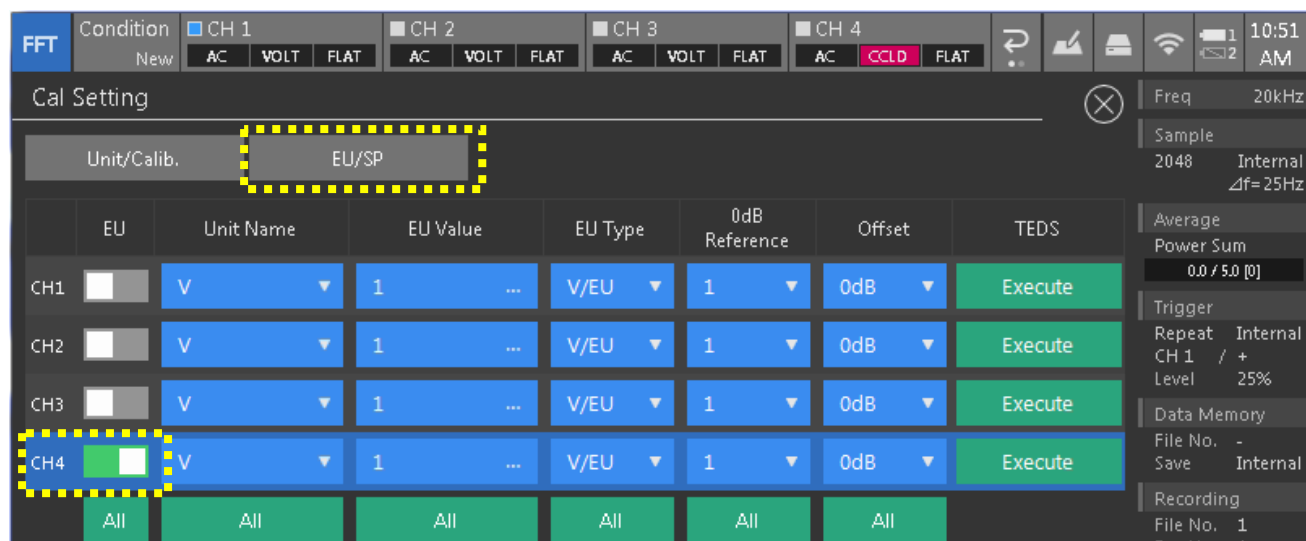 FFT Condition New CH 1 CH 2 CH 3 CH 4 10:51 AM
AC VOLT FLAT AC VOLT FLAT AC VOLT FLAT AC CCLD FLAT 1 2
Cal Setting
Unit/Calib. EU/SP
EU Unit Name EU Value EU Type 0dB Reference Offset TEDS
CH1 V 1 ... V/EU 1 0dB Execute
CH2 V 1 ... V/EU 1 0dB Execute
CH3 V 1 ... V/EU 1 0dB Execute
CH4 V 1 ... V/EU 1 0dB Execute
All All All All All All
Freq 20kHz
Sample
2048 Internal
⊿f=25Hz
Average
Power Sum
0.0 / 5.0 [0]
Trigger
Repeat Internal
CH 1 / +
Level 25%
Data Memory
File No. -
Save Internal
Recording
File No. 1